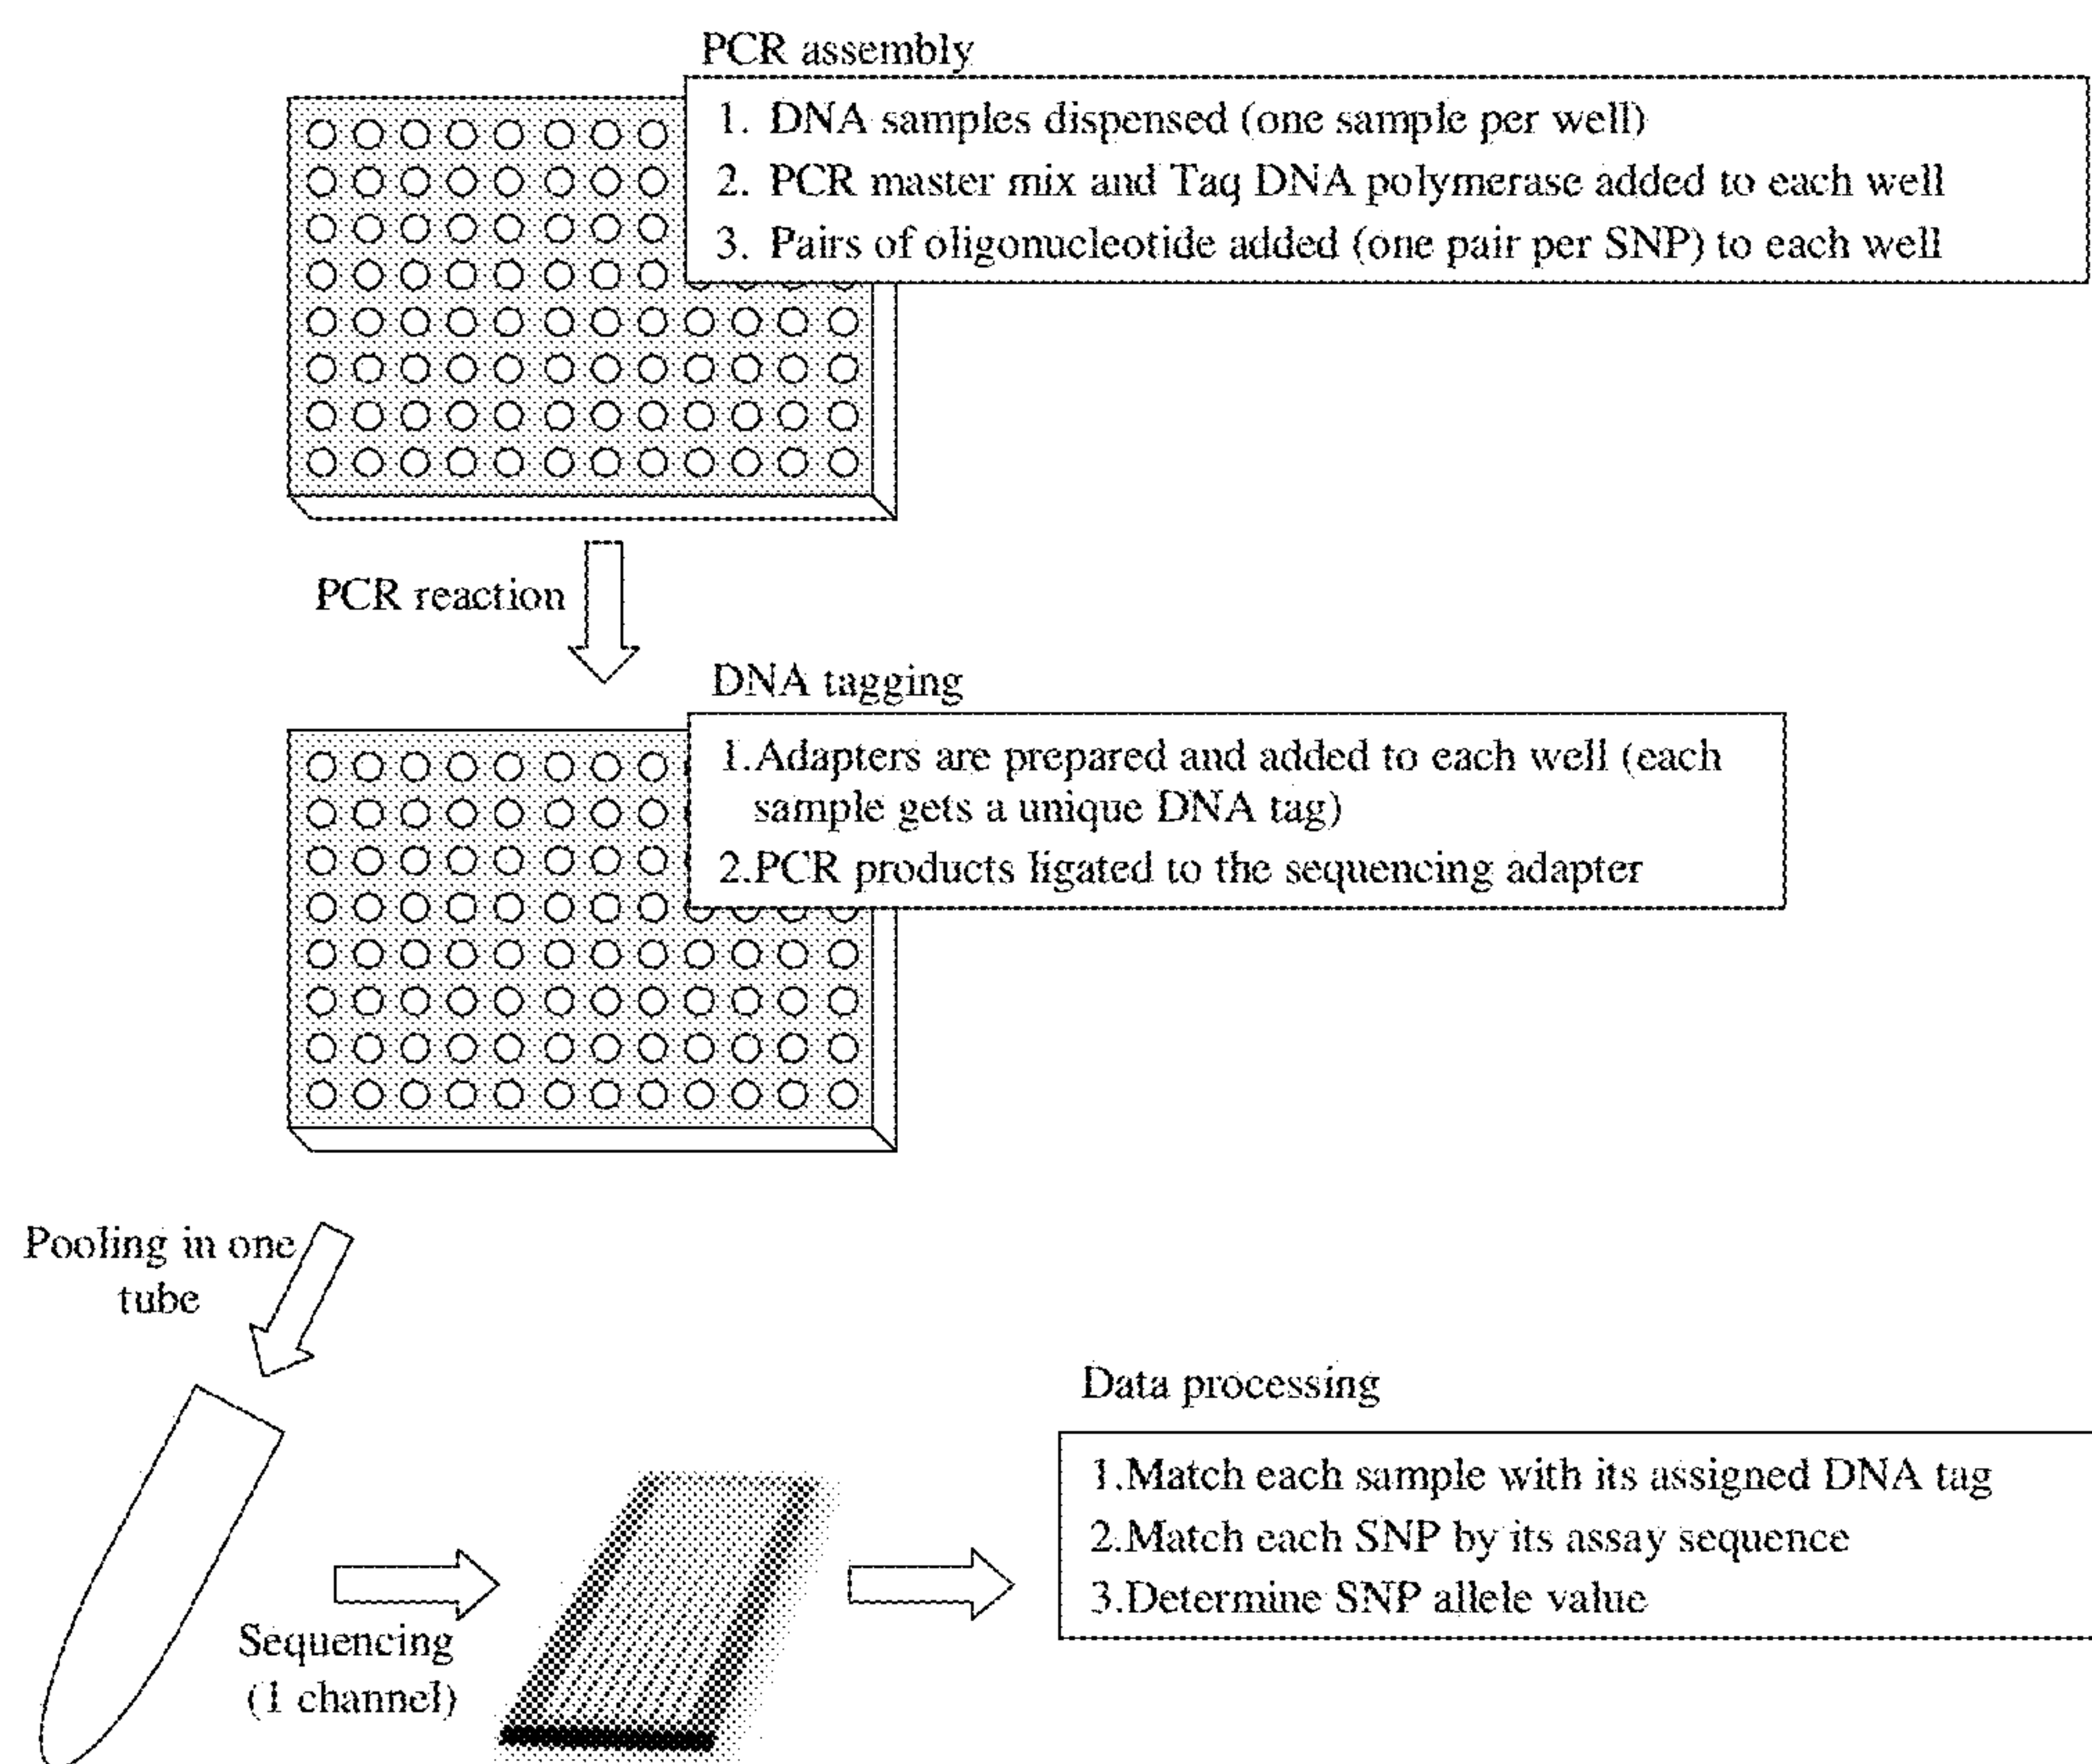 PCR assembly
1. DNA samples dispensed (one sample per well)
2. PCR master mix and Taq DNA polymerase added to each well
3. Pairs of oligonucleotide added (one pair per SNP) to each well
PCR reaction
DNA tagging
1.Adapters are prepared and added to each well (each
sample gets a unique DNA tag)
2.PCR products ligated to the sequencing adapter
Pooling in one
tube
Sequencing
(1 channel)
Data processing
1.Match each sample with its assigned DNA tag
2.Match each SNP by its assay sequence
3.Determine SNP allele value